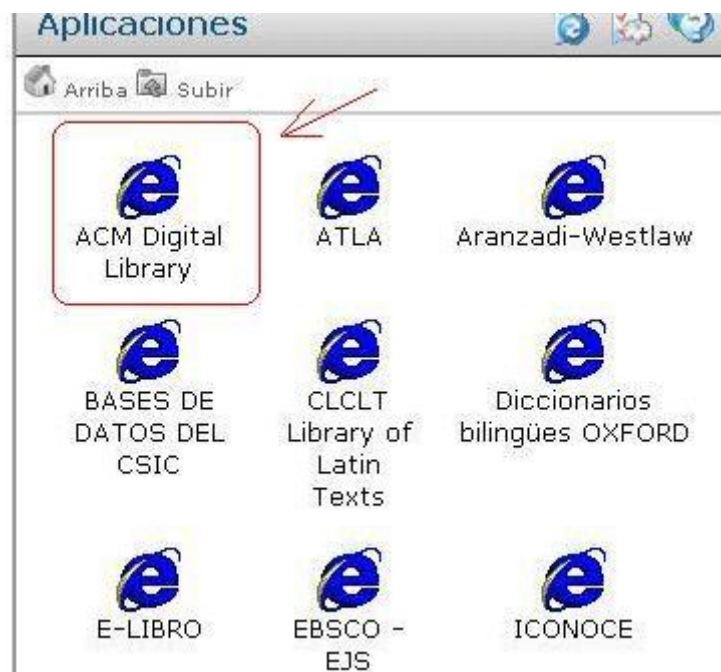 Aplicaciones
Arriba Subir
ACM Digital
Library
ATLA
Aranzadi-Westlaw
BASES DE
DATOS DEL
CSIC
CLCLT
Library of
Latin
Texts
Diccionarios
bilingües OXFORD
E-LIBRO
EBSCO -
EJS
ICONOCE